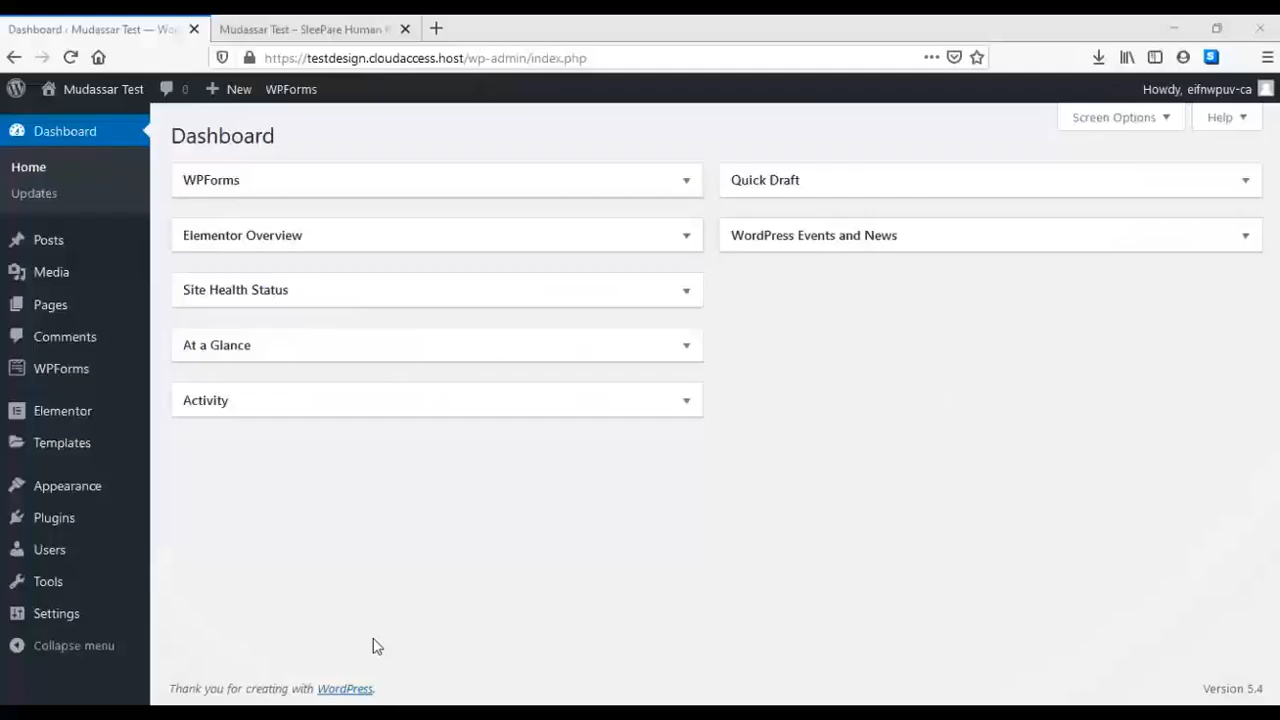 Dashboard ‹ Mudassar Test — Wo
Mudassar Test – SleePare Human R
https://testdesign.cloudaccess.host/wp-admin/index.php
Mudassar Test
0
New
WPForms
Howdy, eifnwpuv-ca
Dashboard
Home
Updates
Posts
Media
Pages
Comments
WPForms
Elementor
Templates
Appearance
Plugins
Users
Tools
Settings
Collapse menu
Screen Options
Help
Dashboard
WPForms
Quick Draft
Elementor Overview
WordPress Events and News
Site Health Status
At a Glance
Activity
Thank you for creating with WordPress.
Version 5.4